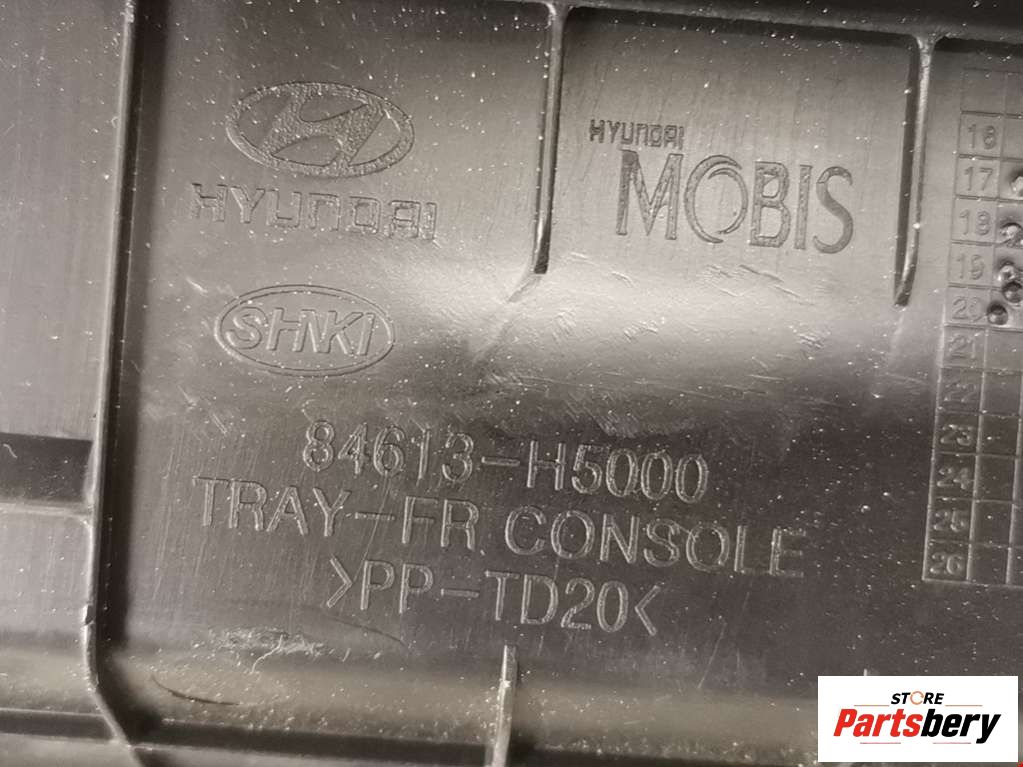 HYUNDAI
HYUNDAI
MOBIS
SHKI
84613-H5000
TRAY-FR CONSOLE
>PP-TD20<
16
17
18
19
20
21
22
23
24
25
26
STORE
Partsbery